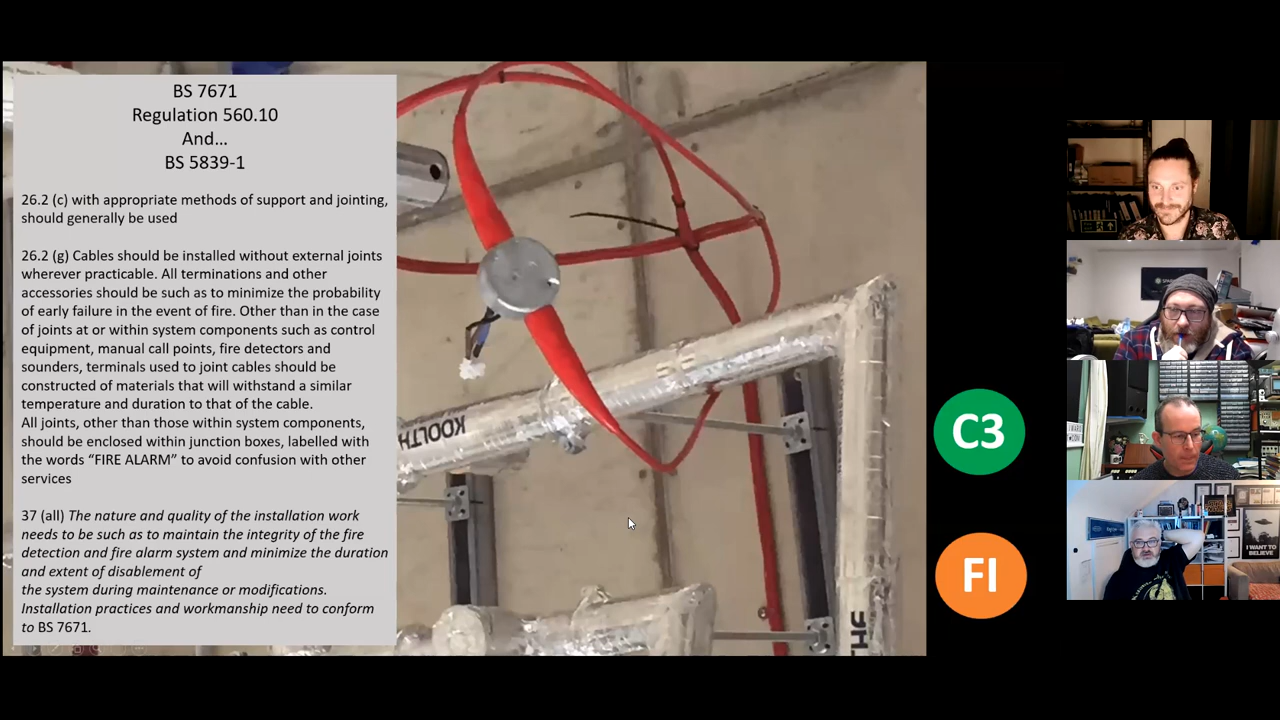 BS 7671
Regulation 560.10
And...
BS 5839-1
26.2 (c) with appropriate methods of support and jointing,
should generally be used
26.2 (g) Cables should be installed without external joints
wherever practicable. All terminations and other
accessories should be such as to minimize the probability
of early failure in the event of fire. Other than in the case
of joints at or within system components such as control
equipment, manual call points, fire detectors and
sounders, terminals used to joint cables should be
constructed of materials that will withstand a similar
temperature and duration to that of the cable.
All joints, other than those within system components,
should be enclosed within junction boxes, labelled with
the words “FIRE ALARM” to avoid confusion with other
services
37 (all) The nature and quality of the installation work
needs to be such as to maintain the integrity of the fire
detection and fire alarm system and minimize the duration
and extent of disablement of
the system during maintenance or modifications.
Installation practices and workmanship need to conform
to BS 7671.
KOOLTH
C3
FI
I WANT TO
BELIEVE